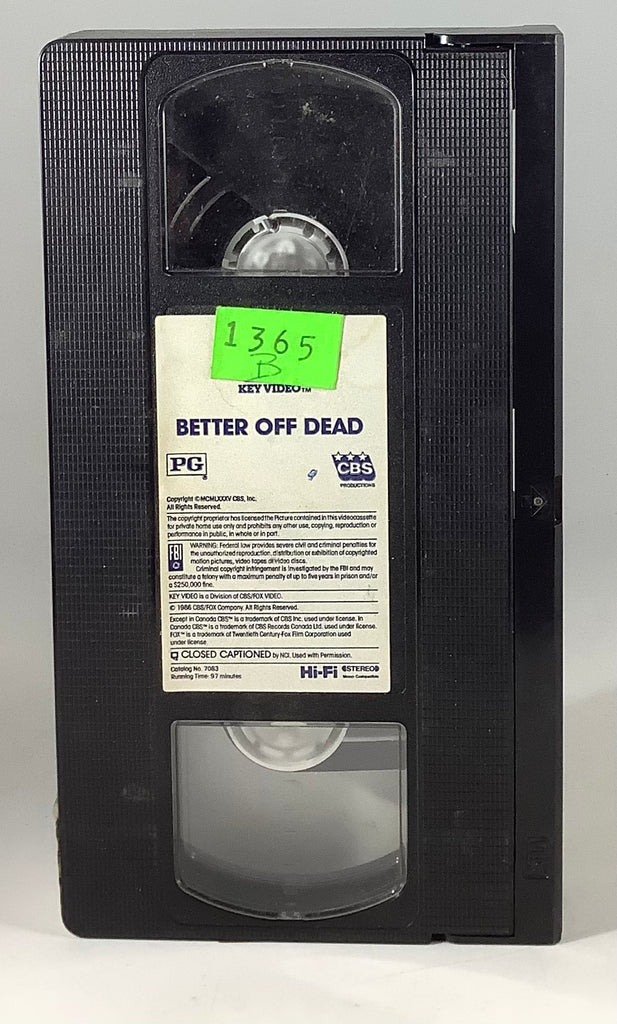 1365
B
KEY VIDEO™
BETTER OFF DEAD
PG
CBS
PRODUCTIONS
Copyright ©MCMLXXXV CBS, Inc.
All Rights Reserved.
The copyright proprietor has licensed the Picture contained in this videocassette
for private home use only and prohibits any other use, copying, reproduction or
performance in public, in whole or in part.
FBI
WARNING: Federal law provides severe civil and criminal penalties for
the unauthorized reproduction, distribution or exhibition of copyrighted
motion pictures, video tapes or video discs.
Criminal copyright infringement is investigated by the FBI and may
constitute a felony with a maximum penalty of up to five years in prison and/or
a $250,000 fine.
KEY VIDEO is a Division of CBS/FOX VIDEO.
© 1986 CBS/FOX Company. All Rights Reserved.
Except in Canada CBS™ is a trademark of CBS Inc. used under license. In
Canada CBS™ is a trademark of CBS Records Canada Ltd. used under license.
FOX™ is a trademark of Twentieth Century-Fox Film Corporation used
under license.
CLOSED CAPTIONED by NCI. Used with Permission.
Catalog No. 7083
Running Time: 97 minutes
Hi-Fi STEREO
Mono Compatible